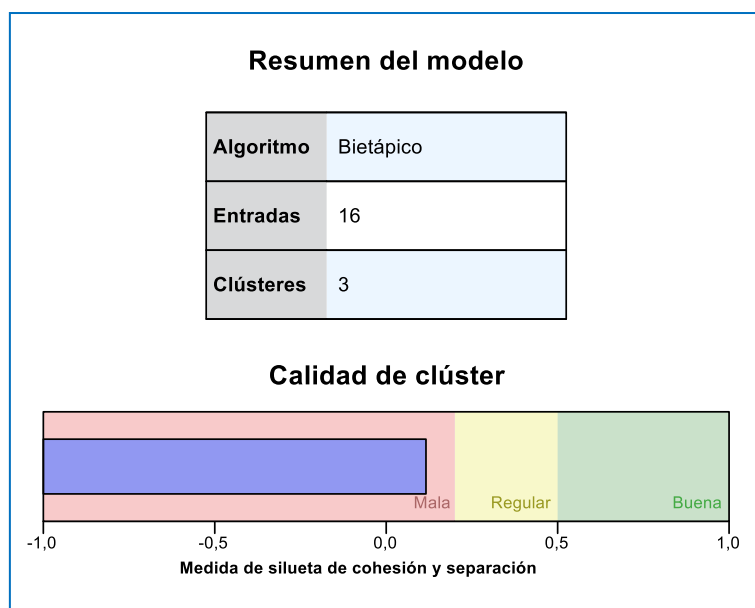 Resumen del modelo
Algoritmo Bietápico
Entradas 16
Clústeres 3
Calidad de clúster
Mala Regular Buena
-1,0 -0,5 0,0 0,5 1,0
Medida de silueta de cohesión y separación